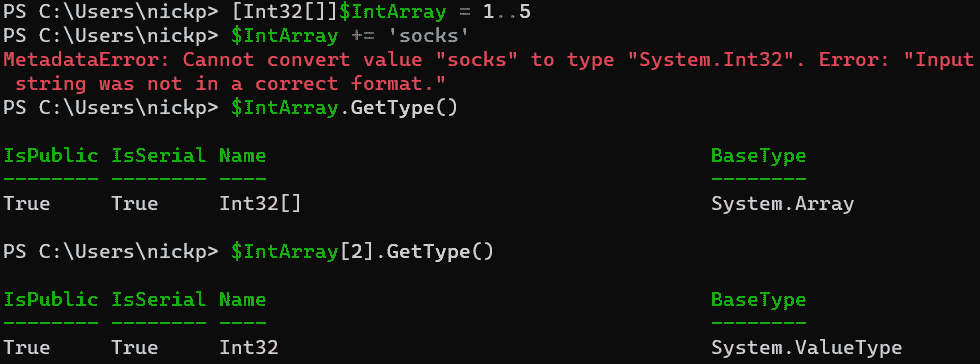 PS C:\Users\nickp> [Int32[]]$IntArray = 1..5
PS C:\Users\nickp> $IntArray += 'socks'
MetadataError: Cannot convert value "socks" to type "System.Int32". Error: "Input
string was not in a correct format."
PS C:\Users\nickp> $IntArray.GetType()
IsPublic IsSerial Name BaseType
-------- -------- ---- --------
True True Int32[] System.Array
PS C:\Users\nickp> $IntArray[2].GetType()
IsPublic IsSerial Name BaseType
-------- -------- ---- --------
True True Int32 System.ValueType